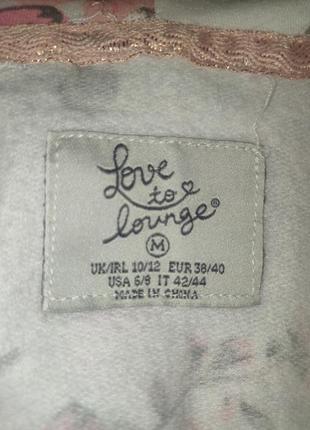 Love
to
lounge®
M
UK/IRL 10/12 EUR 38/40
USA 6/8 IT 42/44
MADE IN CHINA